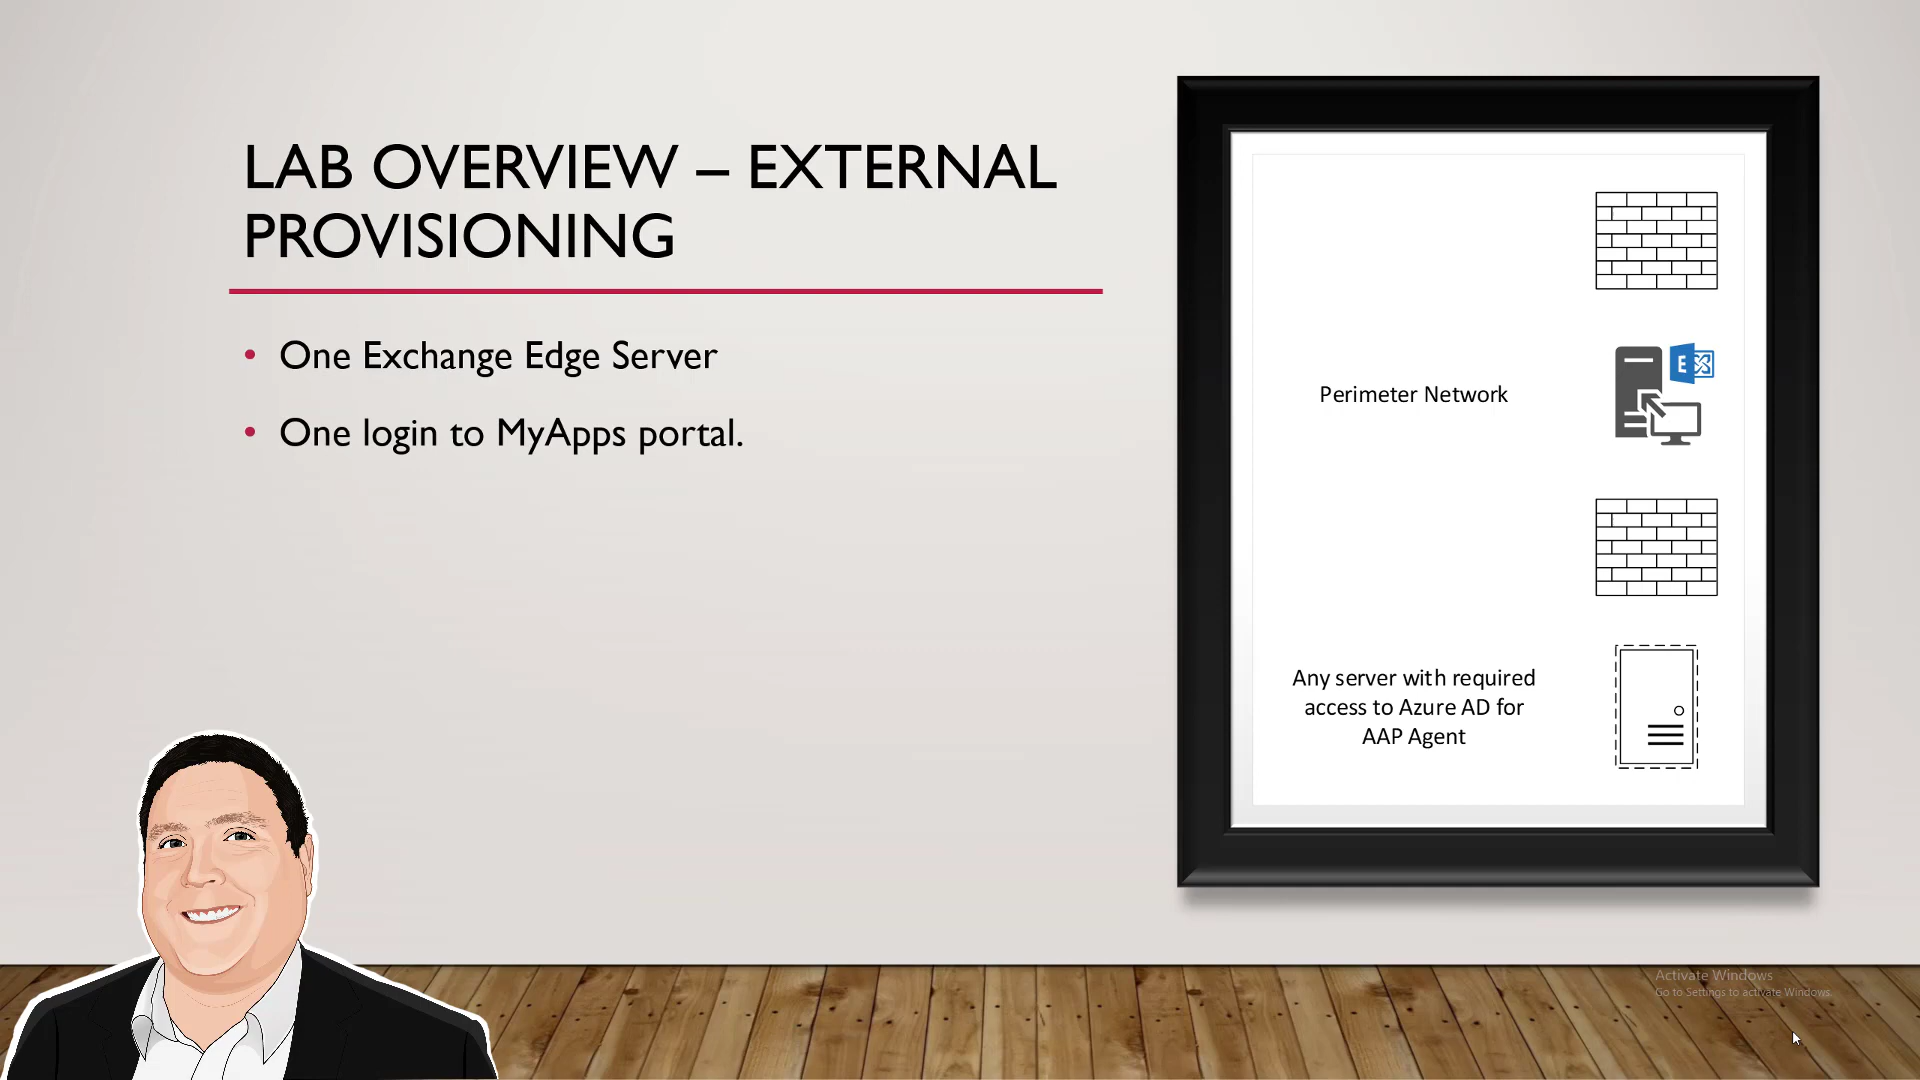 LAB OVERVIEW – EXTERNAL
PROVISIONING
• One Exchange Edge Server
• One login to MyApps portal.
E
Perimeter Network
Any server with required
access to Azure AD for
AAP Agent
Activate Windows
Go to Settings to activate Windows.